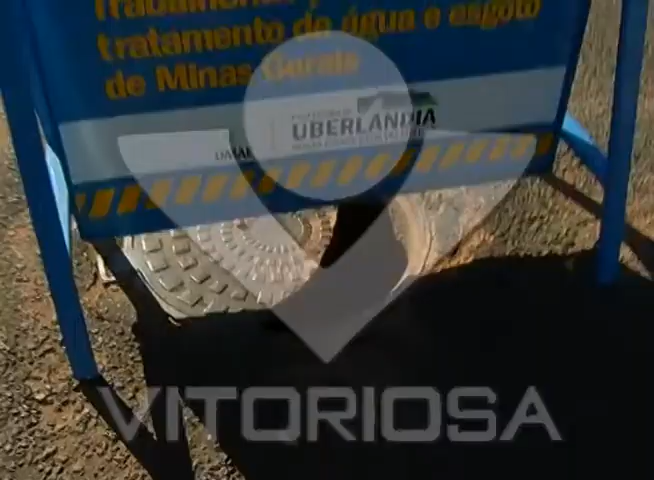 tratamento de água e esgoto
de Minas Gerais
UBERLÂNDIA
VITORIOSA